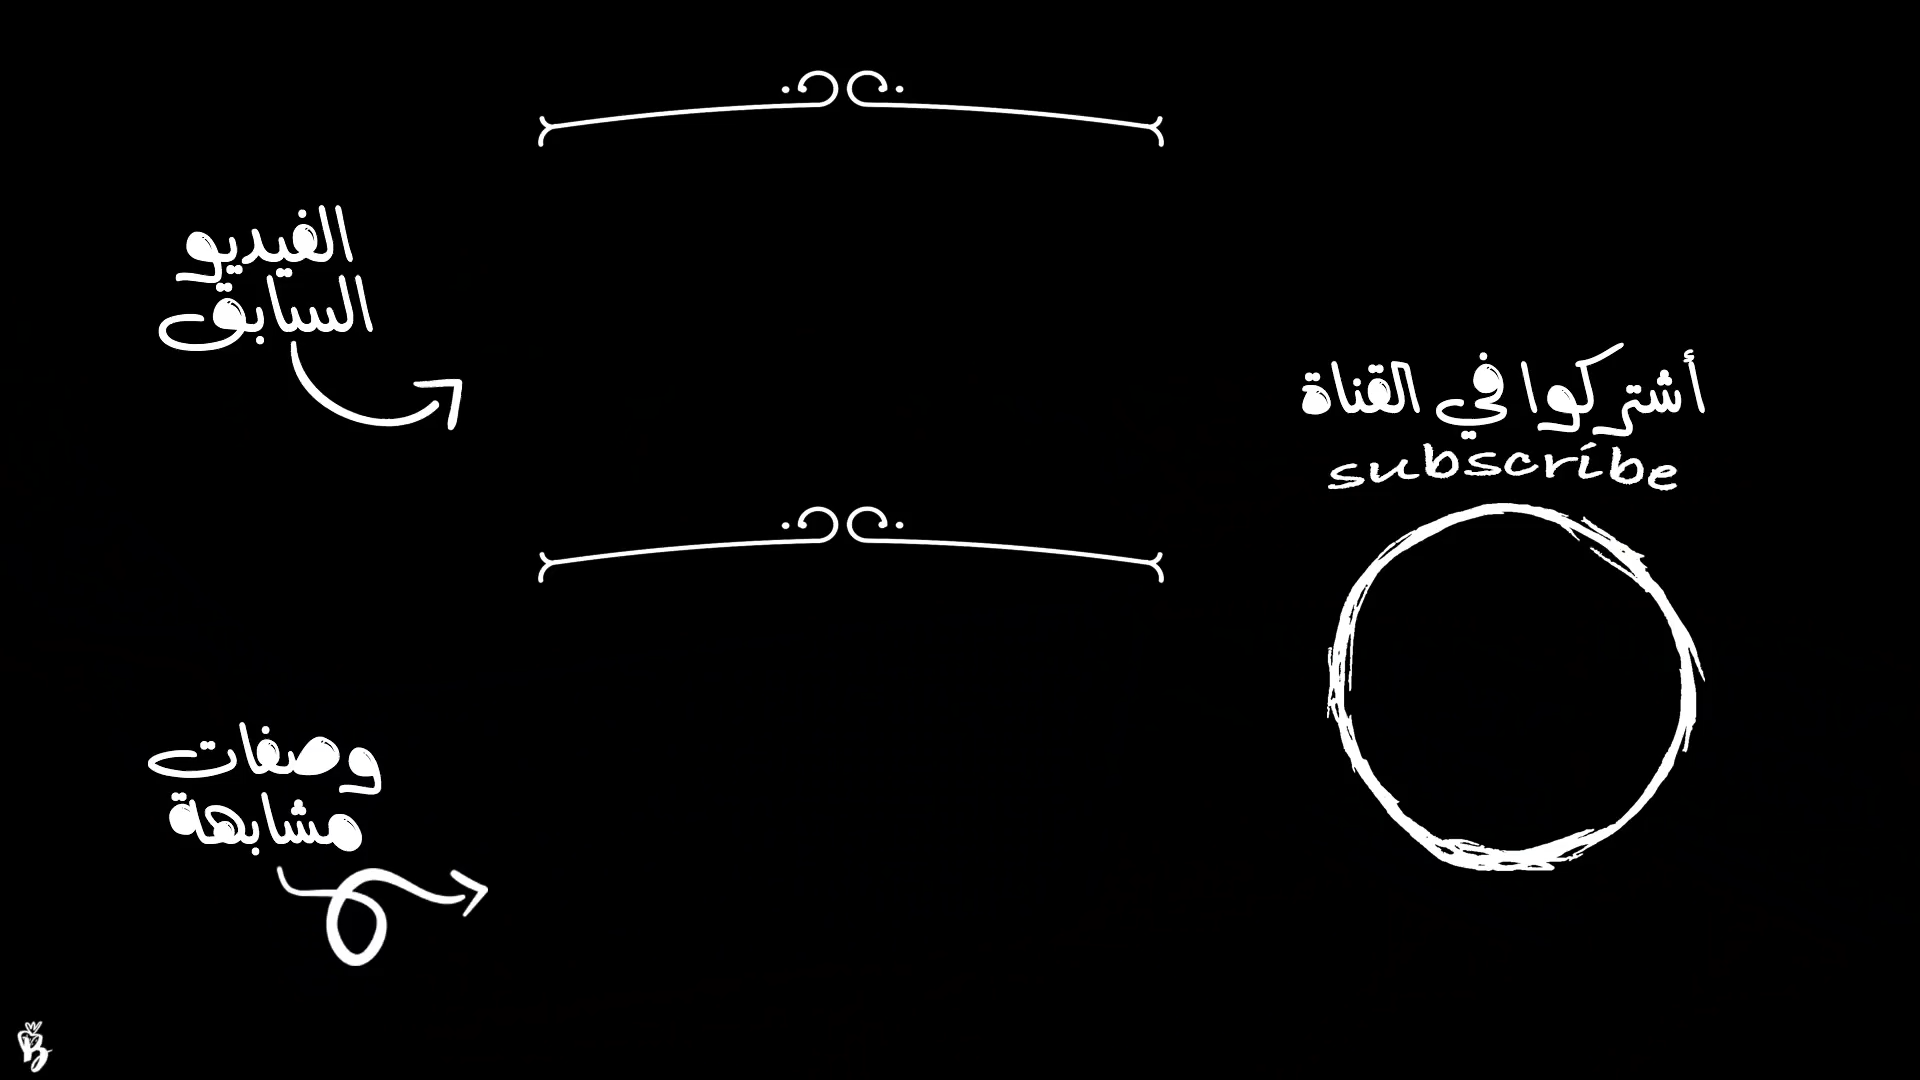 الفيديو
السابق
أشتركوا في القناة
subscribe
وصفات
مشابهة